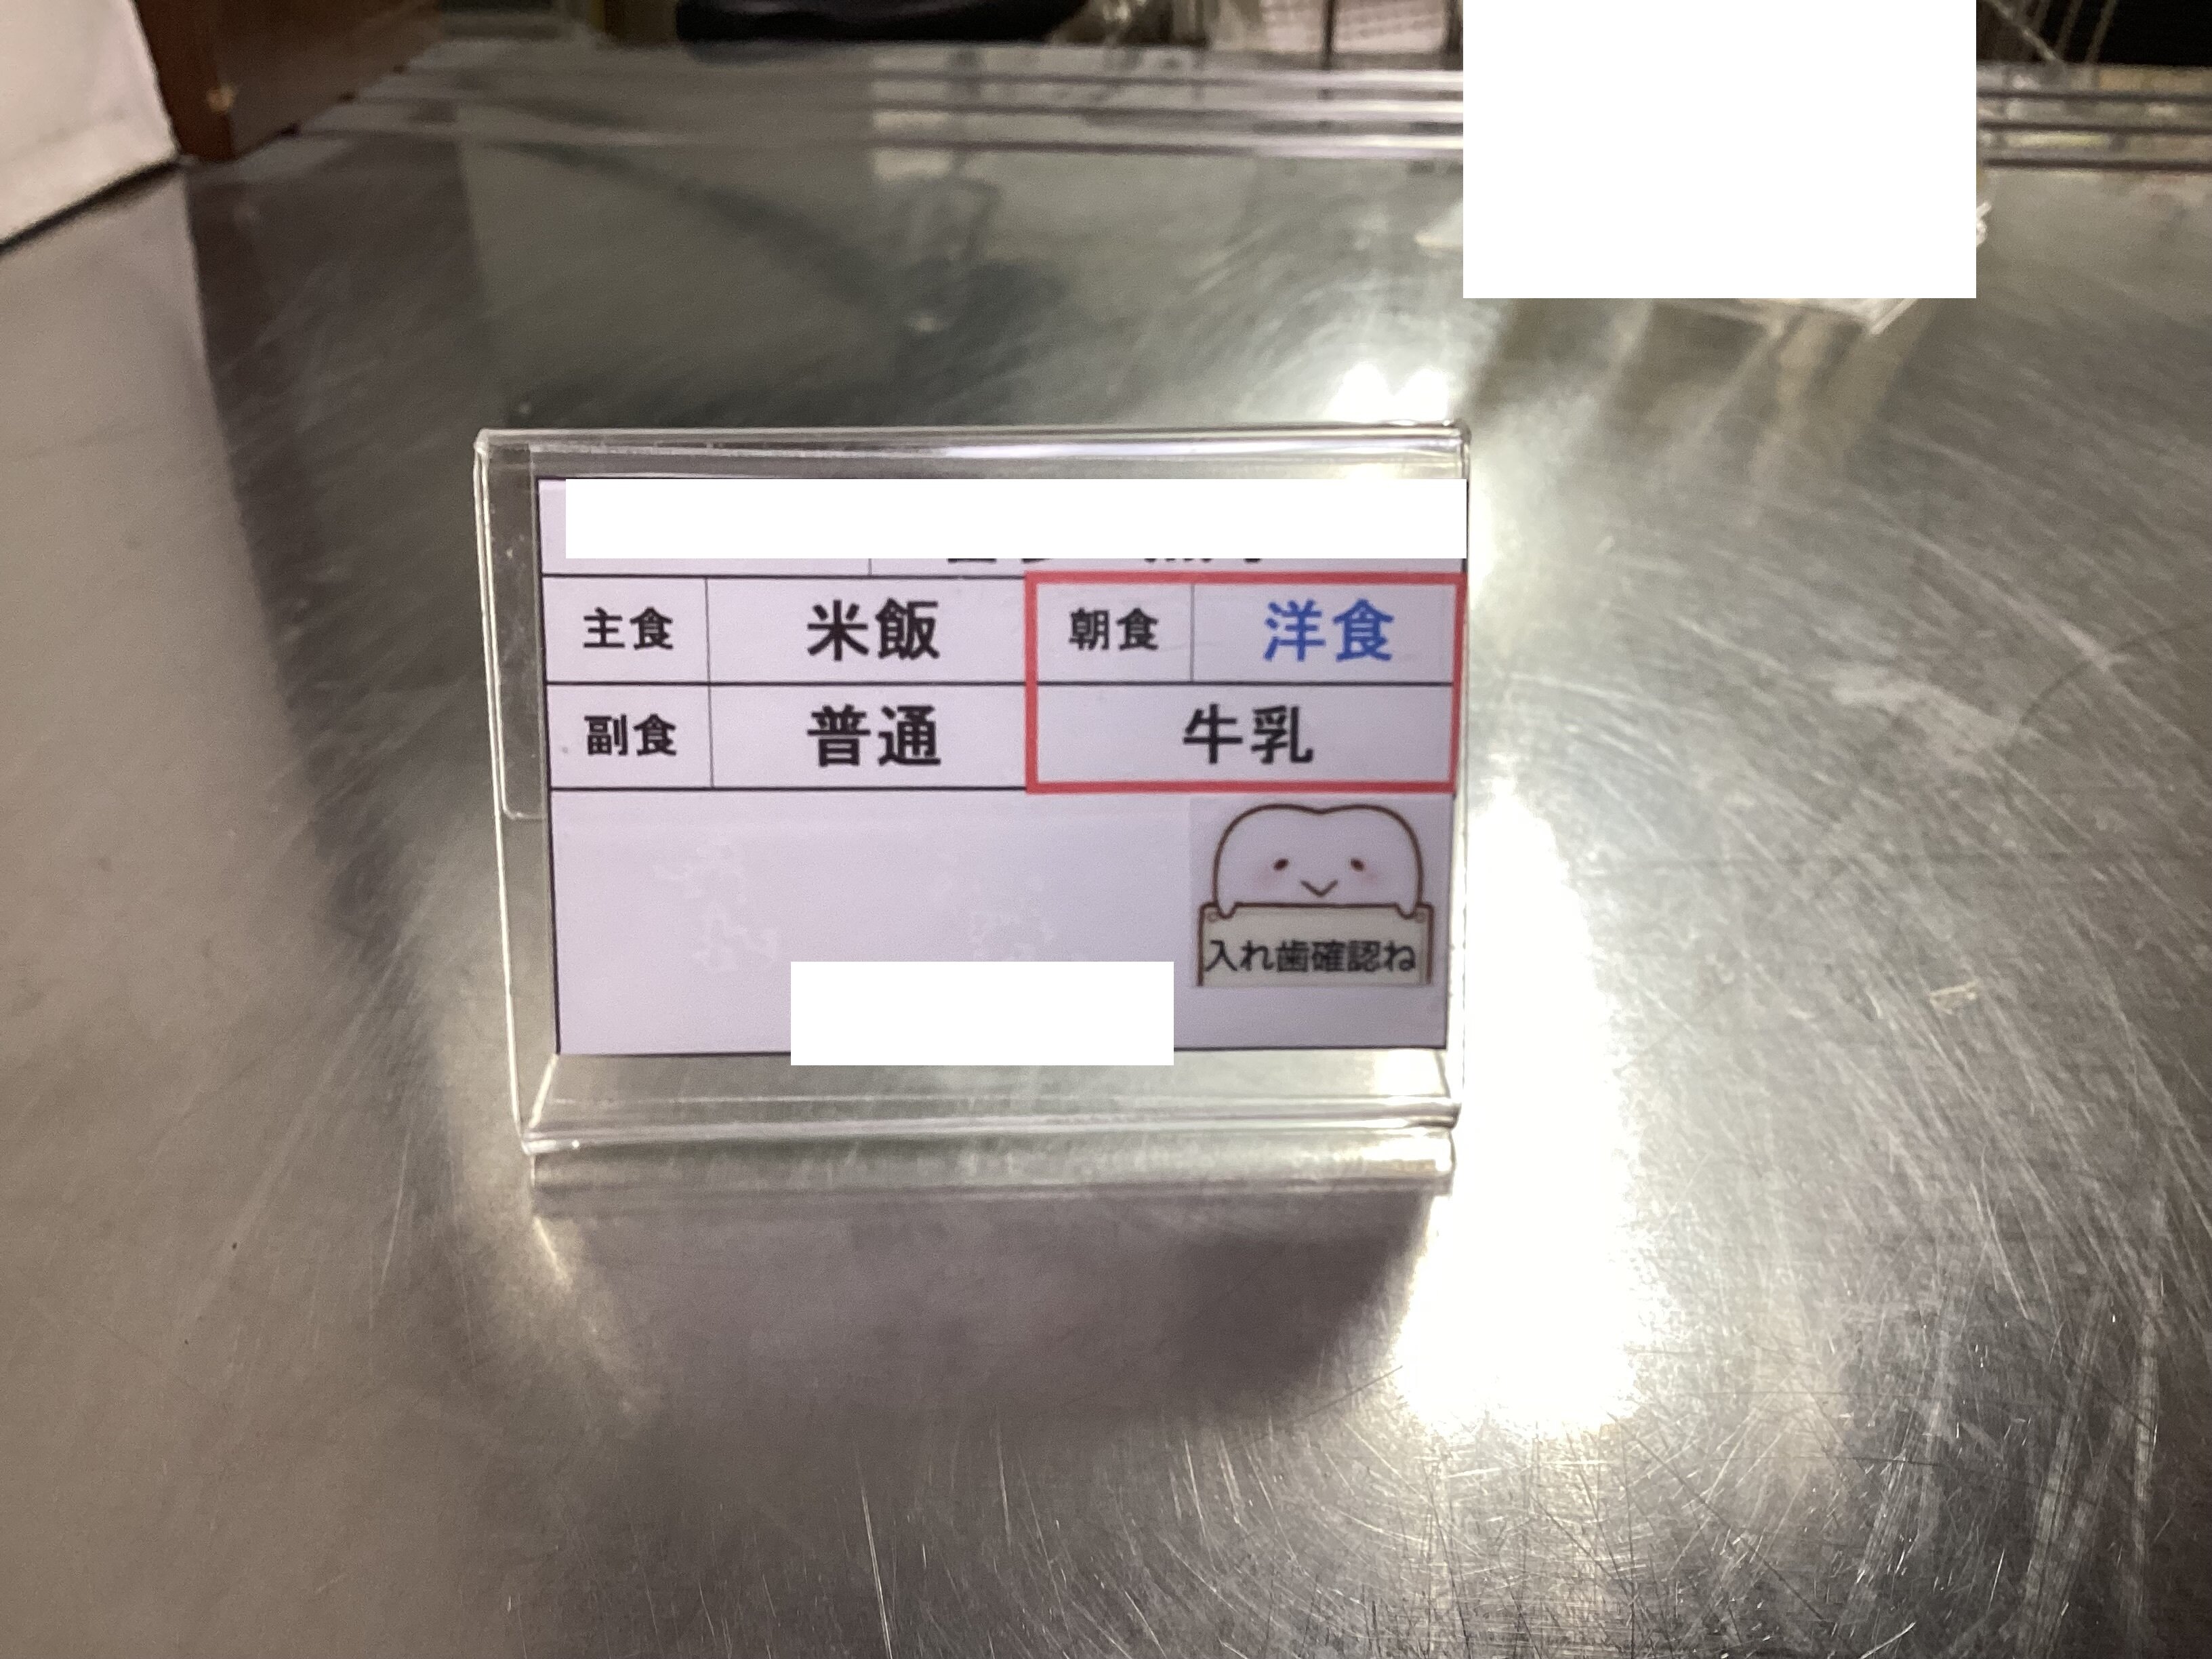 主食 米飯 朝食 洋食
副食 普通 牛乳
入れ歯確認ね